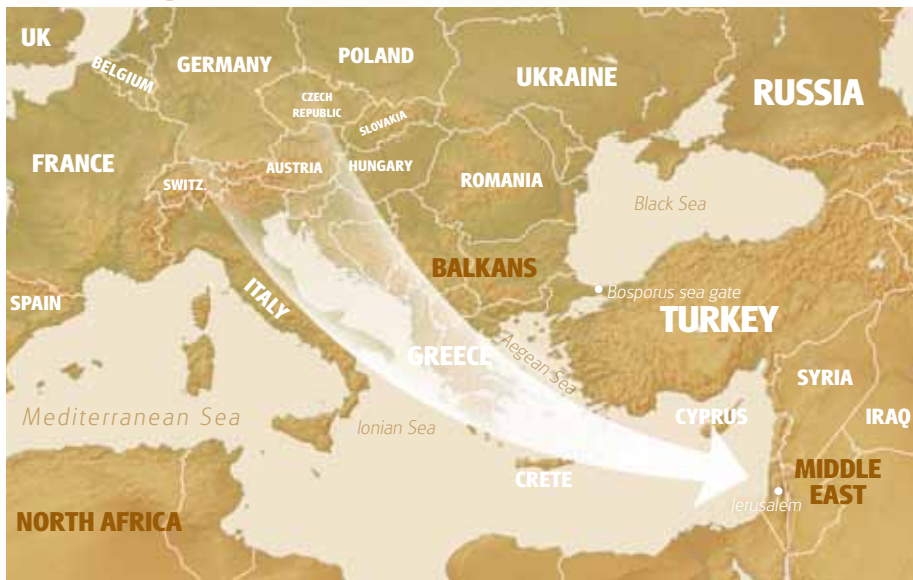 UK
BELGIUM
GERMANY
POLAND
UKRAINE
RUSSIA
CZECH
REPUBLIC
SLOVAKIA
FRANCE
SWITZ.
AUSTRIA
HUNGARY
ROMANIA
Black Sea
BALKANS
SPAIN
ITALY
Bosporus sea gate
TURKEY
GREECE
Aegean Sea
SYRIA
Mediterranean Sea
Ionian Sea
CYPRUS
IRAQ
CRETE
MIDDLE
EAST
Jerusalem
NORTH AFRICA